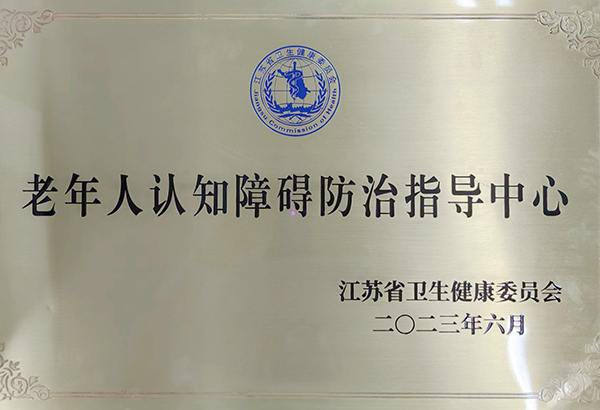 江苏省卫生健康委员会
Jiangsu Commission of Health
老年人认知障碍防治指导中心
江苏省卫生健康委员会
二〇二三年六月